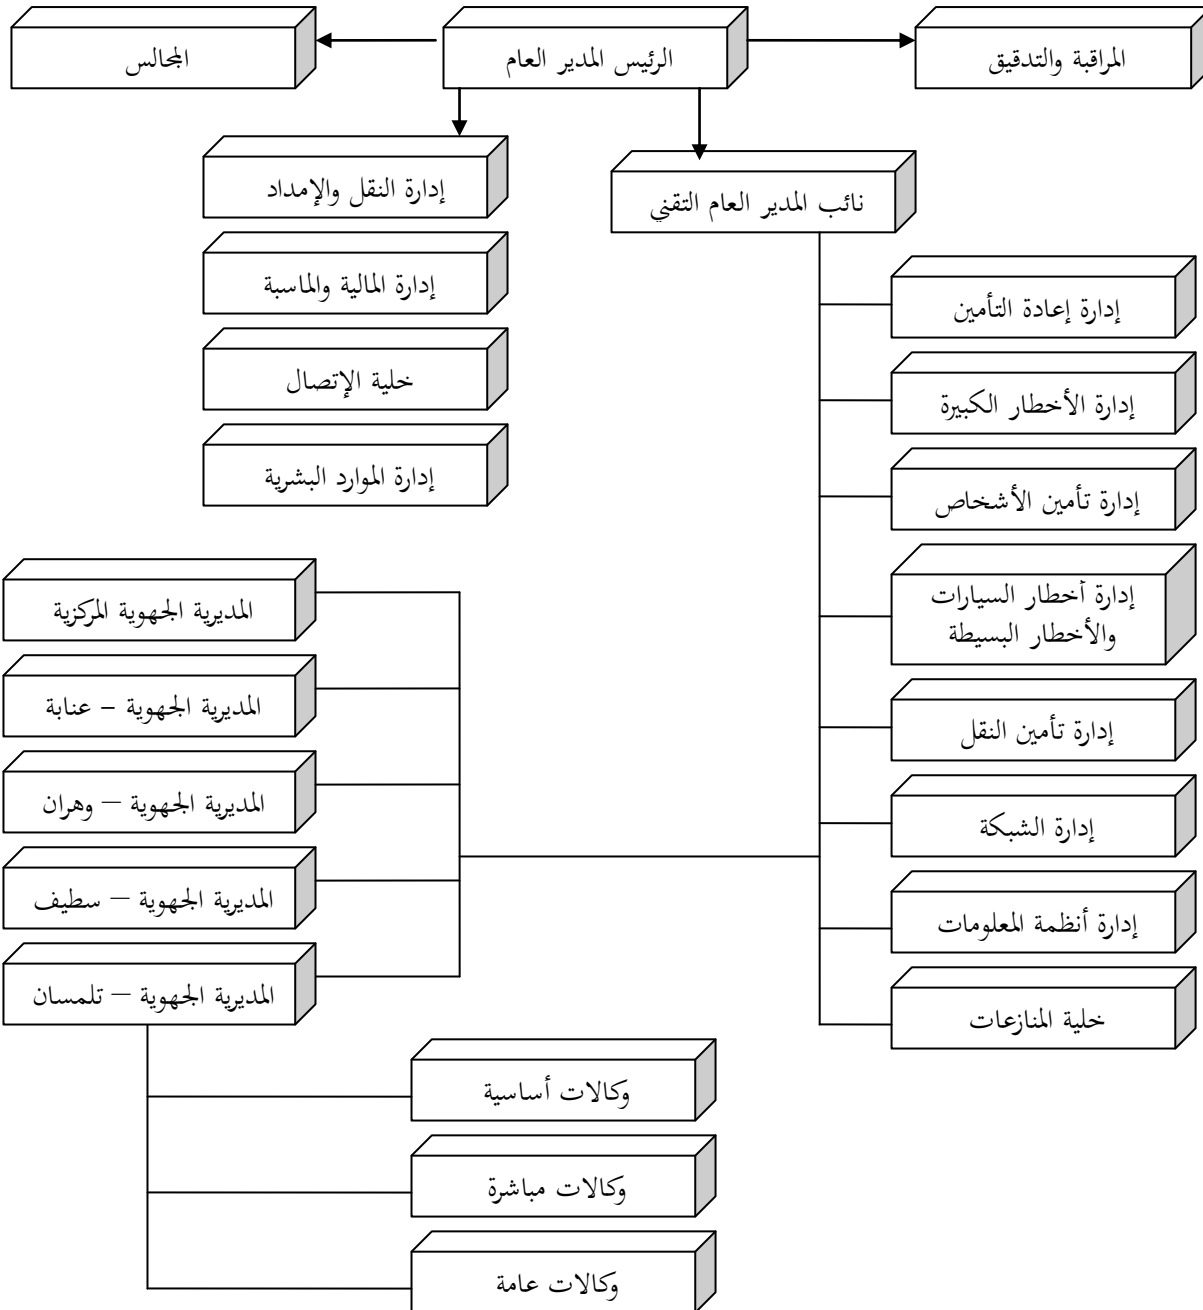 المراقبة والتدقيق
الرئيس المدير العام
المجالس
نائب المدير العام التقني
إدارة النقل والإمداد
إدارة المالية والماسبة
خلية الإتصال
إدارة الموارد البشرية
إدارة إعادة التأمين
إدارة الأخطار الكبيرة
إدارة تأمين الأشخاص
إدارة أخطار السيارات
والأخطار البسيطة
إدارة تأمين النقل
إدارة الشبكة
إدارة أنظمة المعلومات
خلية المنازعات
المديرية الجهوية المركزية
المديرية الجهوية – عنابة
المديرية الجهوية – وهران
المديرية الجهوية – سطيف
المديرية الجهوية – تلمسان
وكالات أساسية
وكالات مباشرة
وكالات عامة